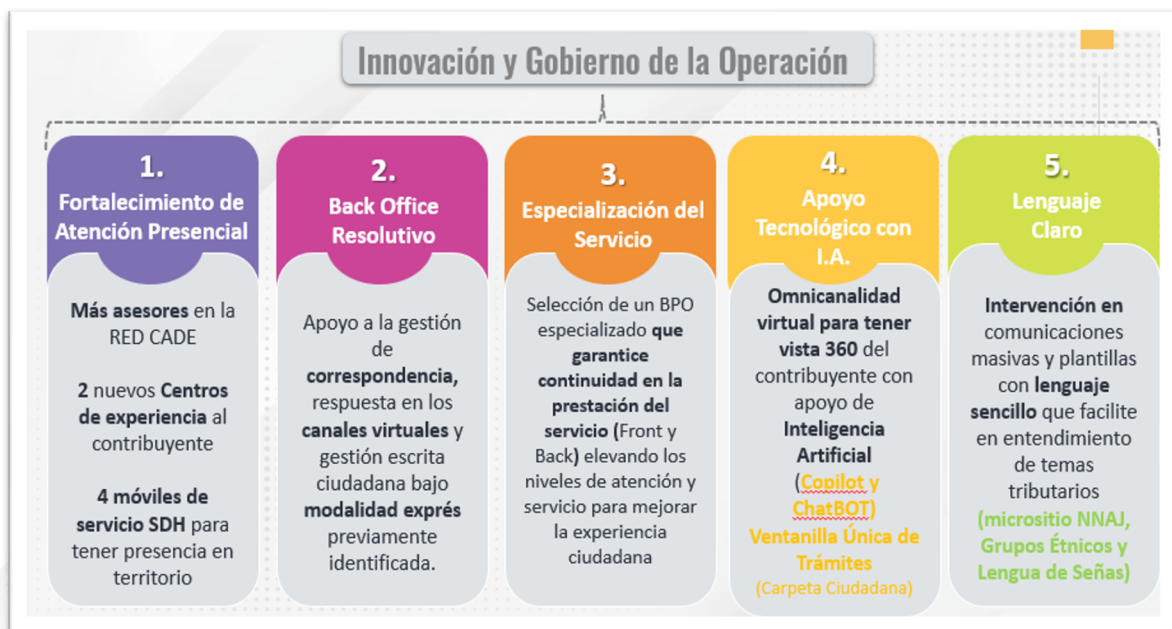 Innovación y Gobierno de la Operación
1.
Fortalecimiento de
Atención Presencial
Más asesores en la
RED CADE
2 nuevos Centros
de experiencia al
contribuyente
4 móviles de
servicio SDH para
tener presencia en
territorio
2.
Back Office
Resolutivo
Apoyo a la gestión
de
correspondencia,
respuesta en los
canales virtuales y
gestión escrita
ciudadana bajo
modalidad exprés
previamente
identificada.
3.
Especialización del
Servicio
Selección de un BPO
especializado que
garantice
continuidad en la
prestación del
servicio (Front y
Back) elevando los
niveles de atención y
servicio para mejorar
la experiencia
ciudadana
4.
Apoyo
Tecnológico con
I.A.
Omnicanalidad
virtual para tener
vista 360 del
contribuyente con
apoyo de
Inteligencia
Artificial
(Copilot y
ChatBOT)
Ventanilla Única de
Trámites
(Carpeta Ciudadana)
5.
Lenguaje
Claro
Intervención en
comunicaciones
masivas y plantillas
con lenguaje
sencillo que facilite
en entendimiento
de temas
tributarios
(micrositio NNAJ,
Grupos Étnicos y
Lengua de Señas)